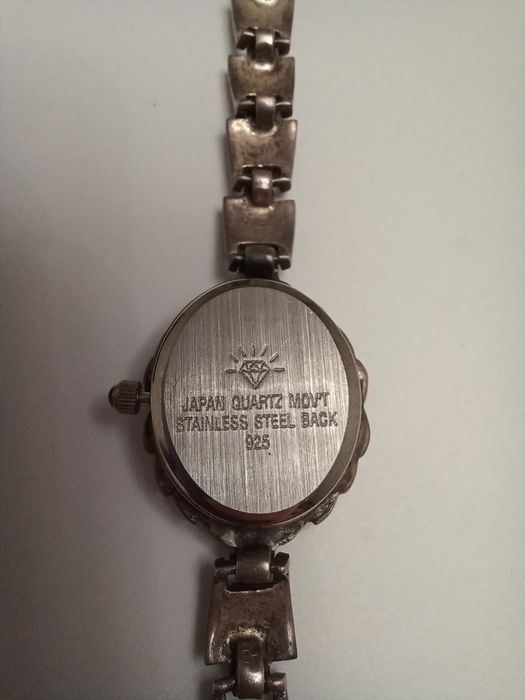 JAPAN QUARTZ MOV'T
STAINLESS STEEL BACK
925